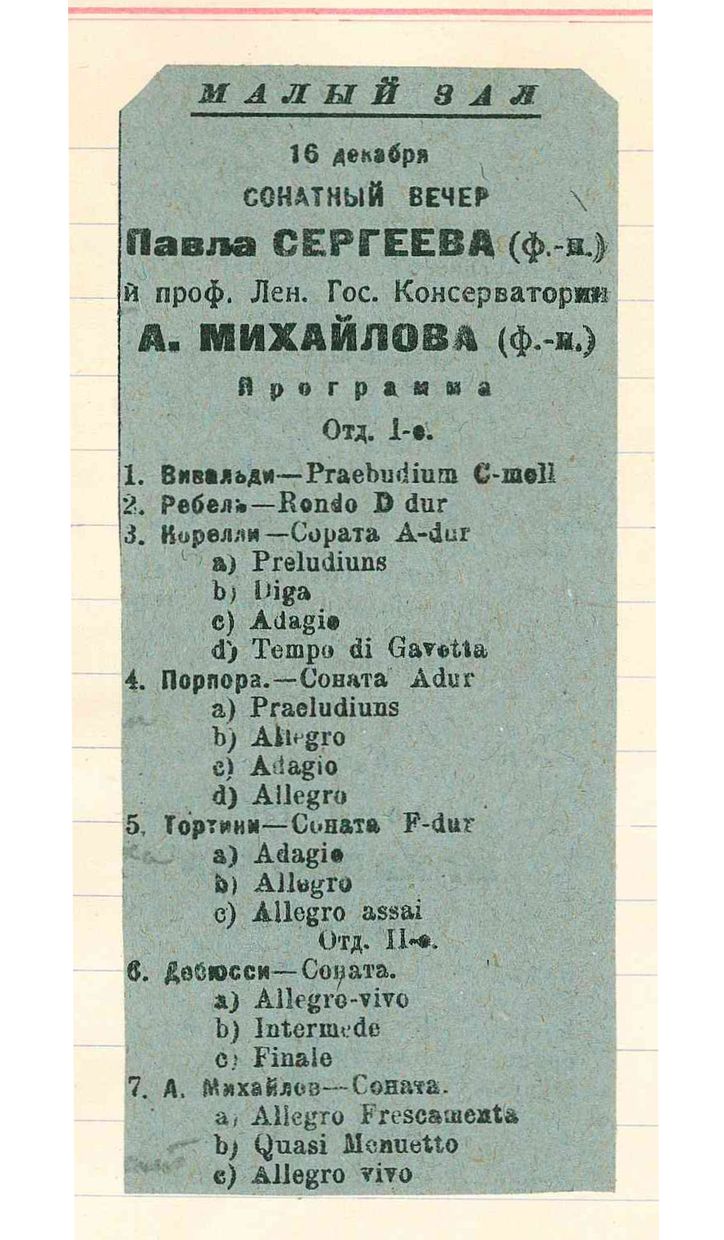 МАЛЫЙ ЗАЛ
16 декабря
СОНАТНЫЙ ВЕЧЕР
Павла СЕРГЕЕВА (ф.-п.)
и проф. Лен. Гос. Консерватории
А. МИХАЙЛОВА (ф.-п.)
Программа
Отд. I-е.
1. Вивальди—Praebudium C-moll
2. Ребель—Rondo D dur
3. Корелли—Сората A-dur
a) Preludiuns
b) Diga
c) Adagio
d) Tempo di Gavotta
4. Порпора.—Соната Adur
a) Praeludiuns
b) Allegro
c) Adagio
d) Allegro
5. Тортини—Соната F-dur
a) Adagio
b) Allegro
c) Allegro assai
Отд. II-е.
6. Дебюсси—Соната.
a) Allegro-vivo
b) Intermede
c) Finale
7. А. Михайлов—Соната.
a) Allegro Frescamenta
b) Quasi Menuetto
c) Allegro vivo